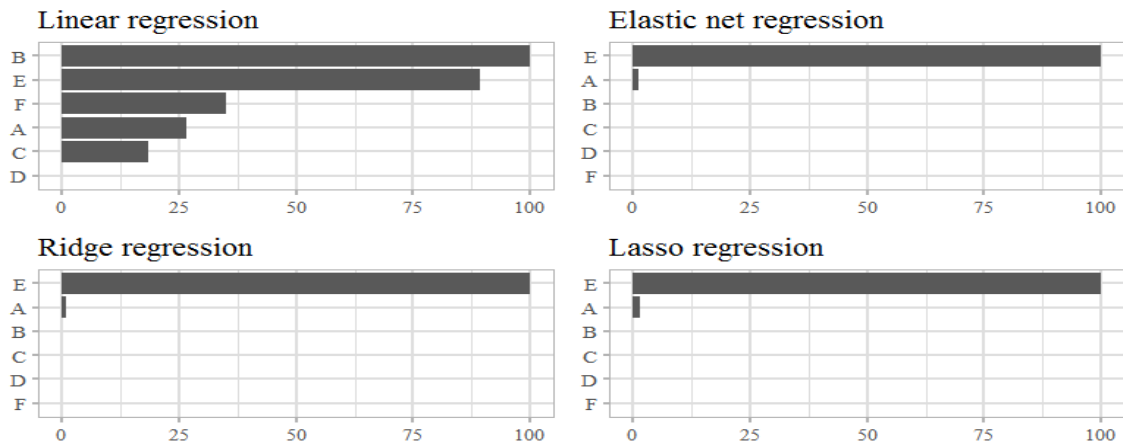 Linear regression
B
E
F
A
C
D
0 25 50 75 100
Elastic net regression
E
A
B
C
D
F
0 25 50 75 100
Ridge regression
E
A
B
C
D
F
0 25 50 75 100
Lasso regression
E
A
B
C
D
F
0 25 50 75 100